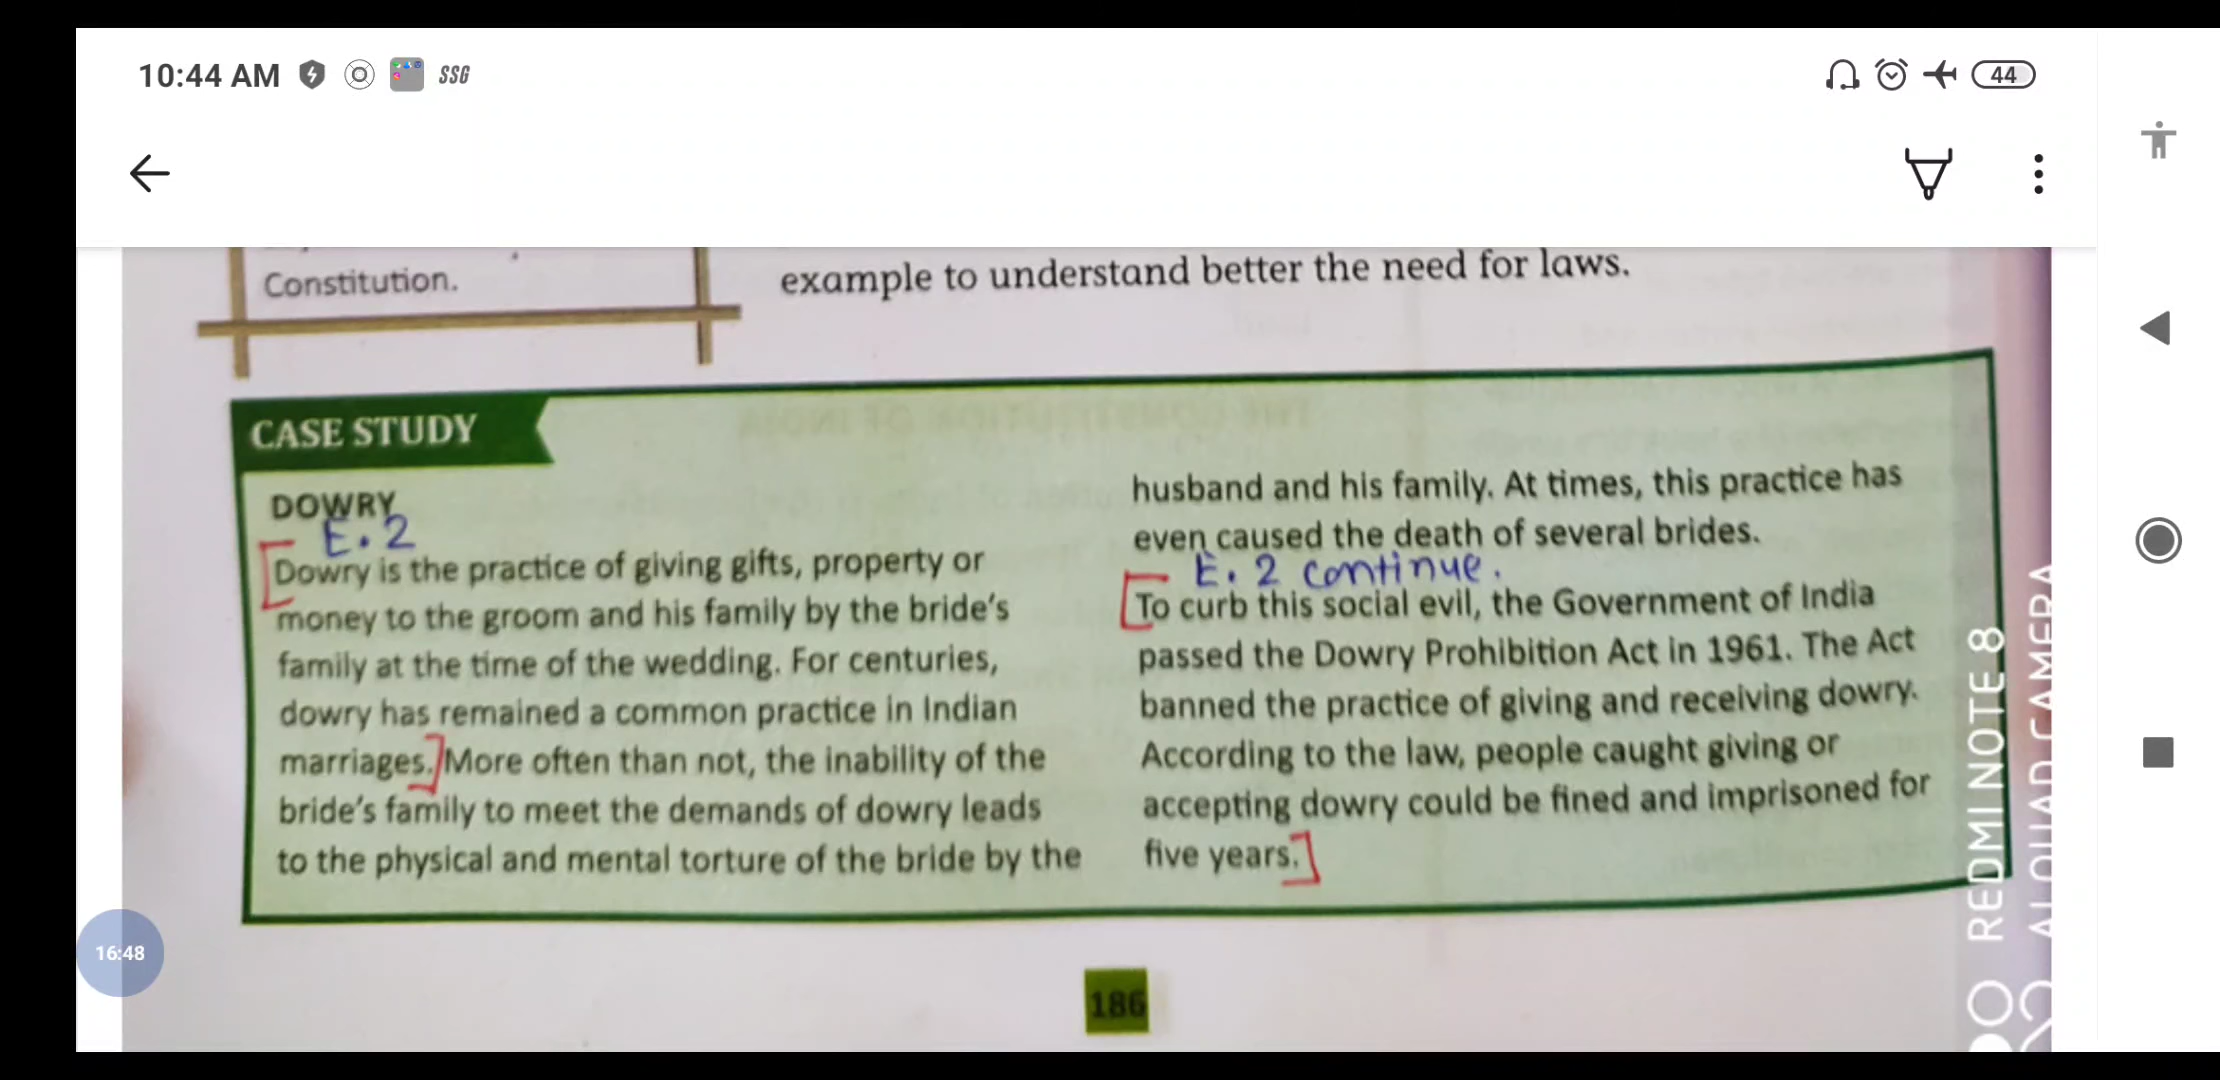 10:44 AM SSG
44
Constitution.
example to understand better the need for laws.
CASE STUDY
DOWRY
E. 2
Dowry is the practice of giving gifts, property or
money to the groom and his family by the bride's
family at the time of the wedding. For centuries,
dowry has remained a common practice in Indian
marriages. More often than not, the inability of the
bride's family to meet the demands of dowry leads
to the physical and mental torture of the bride by the
husband and his family. At times, this practice has
even caused the death of several brides.
E. 2 continue.
To curb this social evil, the Government of India
passed the Dowry Prohibition Act in 1961. The Act
banned the practice of giving and receiving dowry.
According to the law, people caught giving or
accepting dowry could be fined and imprisoned for
five years.
186
16:48
REDMI NOTE 8
AI QUAD CAMERA